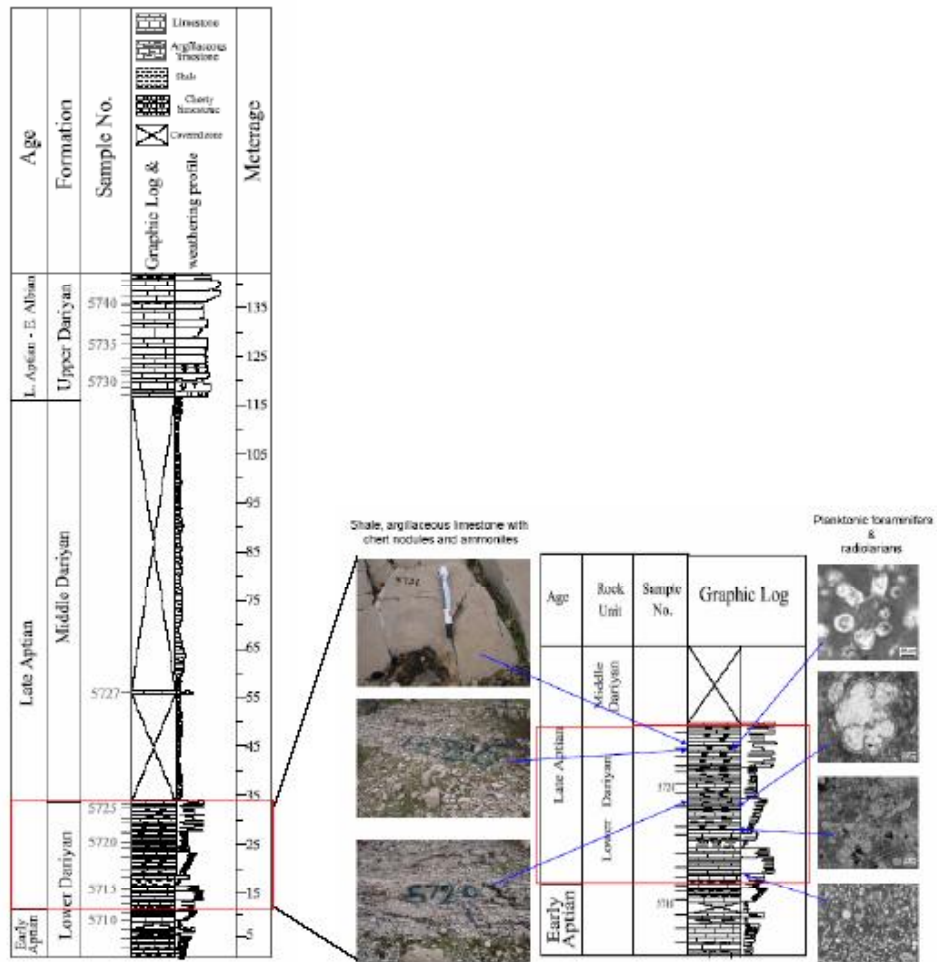 Limestone
Argillaceous
limestone
Shale
Cherty
limestone
Covered zone
Age
Formation
Sample No.
Graphic Log &
weathering profile
Meterage
L. Aptian - E. Albian
Upper Dariyan
5740
5735
5730
135
125
115
Late Aptian
Middle Dariyan
5727
105
95
85
75
65
55
45
35
Lower Dariyan
5725
5720
5715
5710
25
15
5
Early
Aptian
Shale, argillaceous limestone with
chert nodules and ammonites
5720
Age
Rock
Unit
Sample
No.
Graphic Log
Middle
Dariyan
Late Aptian
Lower Dariyan
Early
Aptian
Planktonic foraminifera
&
radiolarians